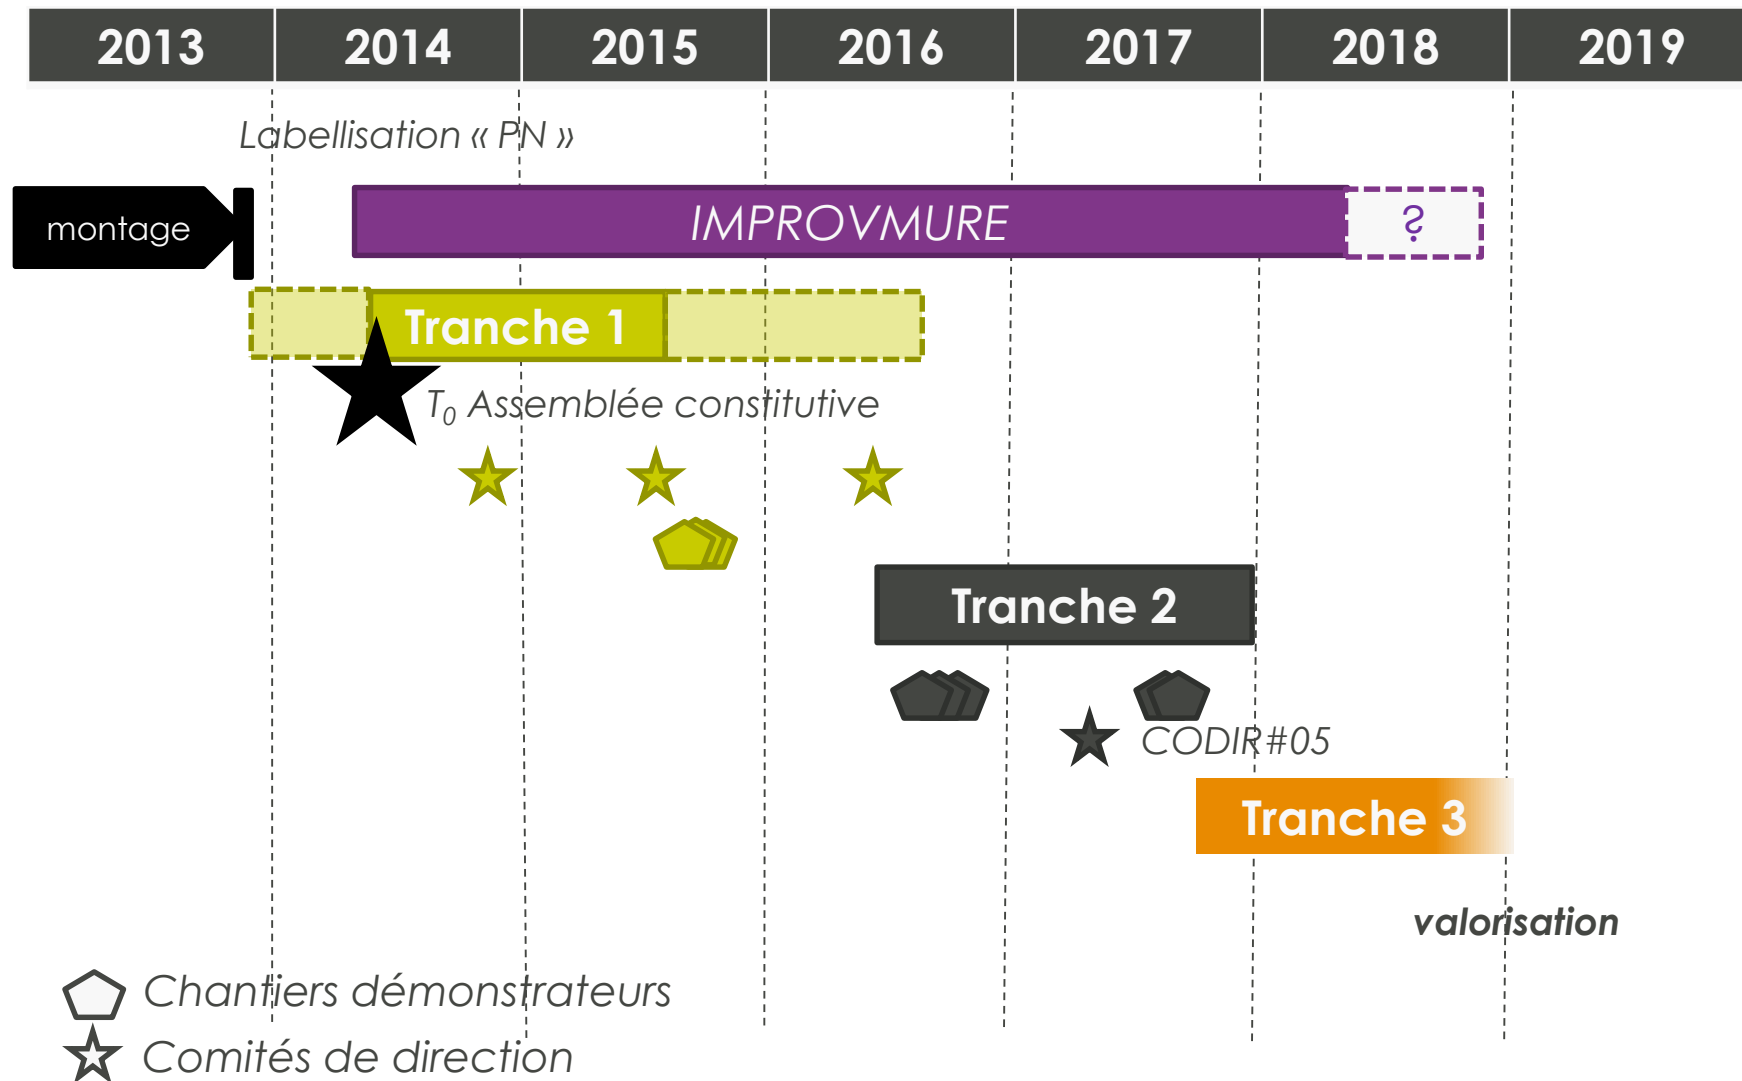 2013 2014 2015 2016 2017 2018 2019
Labellisation « PN »
montage
IMPROVMURE
?
Tranche 1
T₀ Assemblée constitutive
Tranche 2
CODIR#05
Tranche 3
valorisation
Chantiers démonstrateurs
Comités de direction